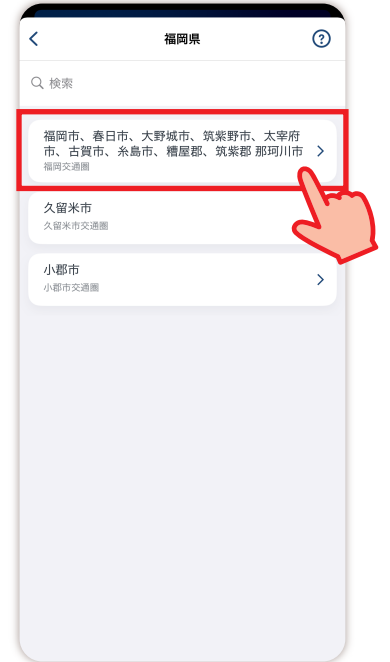 福岡県
?
検索
福岡市、春日市、大野城市、筑紫野市、太宰府
市、古賀市、糸島市、糟屋郡、筑紫郡 那珂川市
福岡交通圏
久留米市
久留米市交通圏
小郡市
小郡市交通圏